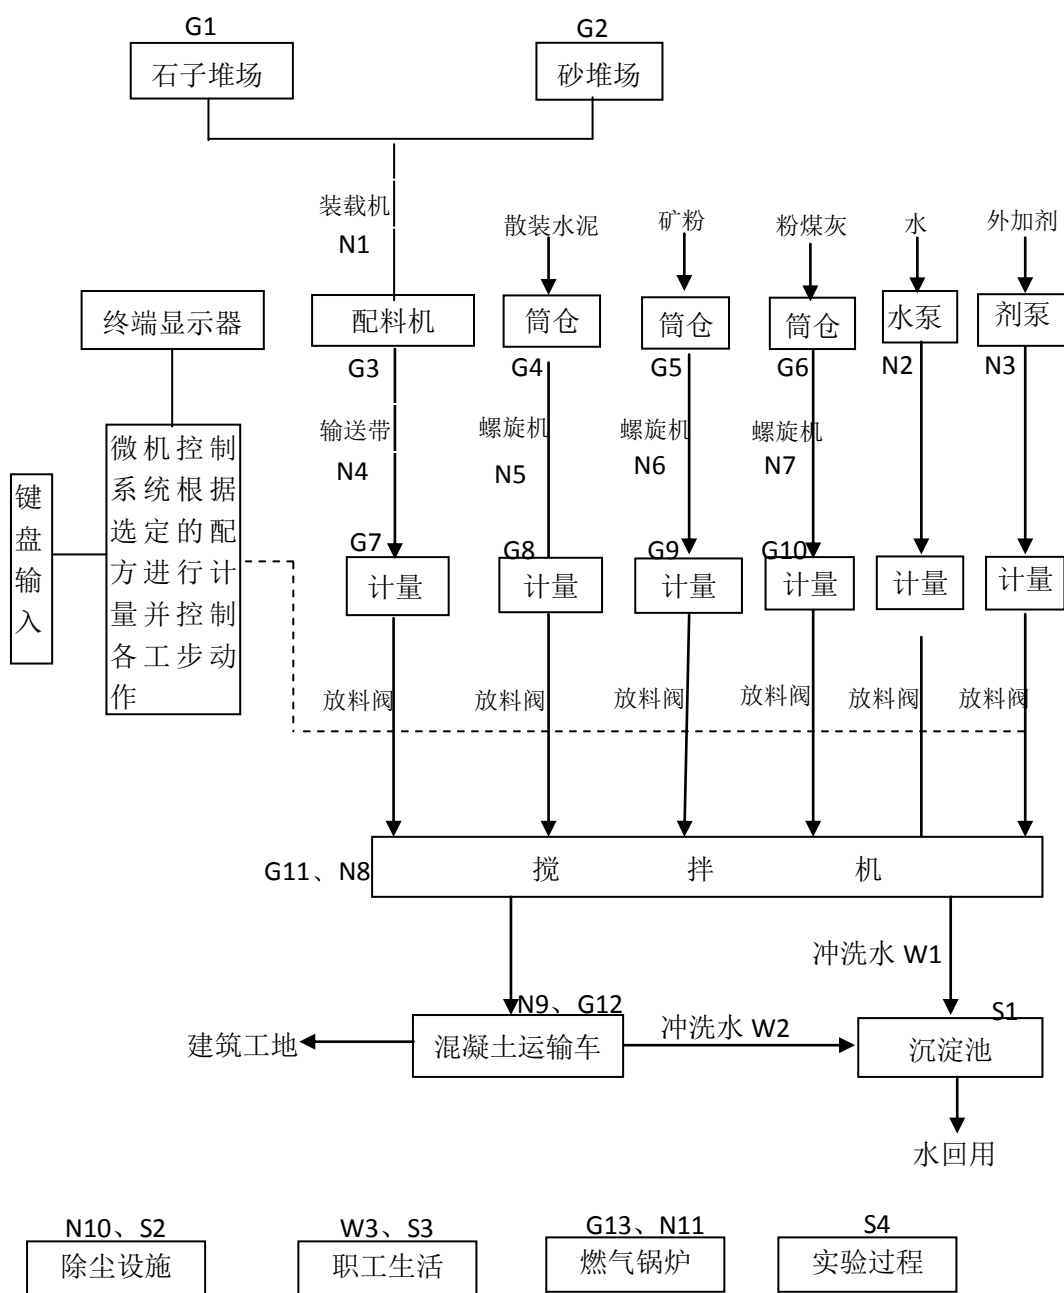 G1
G2
石子堆场
砂堆场
装载机
N1
散装水泥
矿粉
粉煤灰
水
外加剂
终端显示器
配料机
筒仓
筒仓
筒仓
水泵
剂泵
G3
G4
G5
G6
N2
N3
输送带
螺旋机
螺旋机
螺旋机
N4
N5
N6
N7
键
盘
输
入
微机控制
系统根据
选定的配
方进行计
量并控制
各工步动
作
G7
G8
G9
G10
计量
计量
计量
计量
计量
计量
放料阀
放料阀
放料阀
放料阀
放料阀
放料阀
G11、N8
搅 拌 机
冲洗水 W1
N9、G12
S1
建筑工地
混凝土运输车
冲洗水 W2
沉淀池
水回用
N10、S2
W3、S3
G13、N11
S4
除尘设施
职工生活
燃气锅炉
实验过程